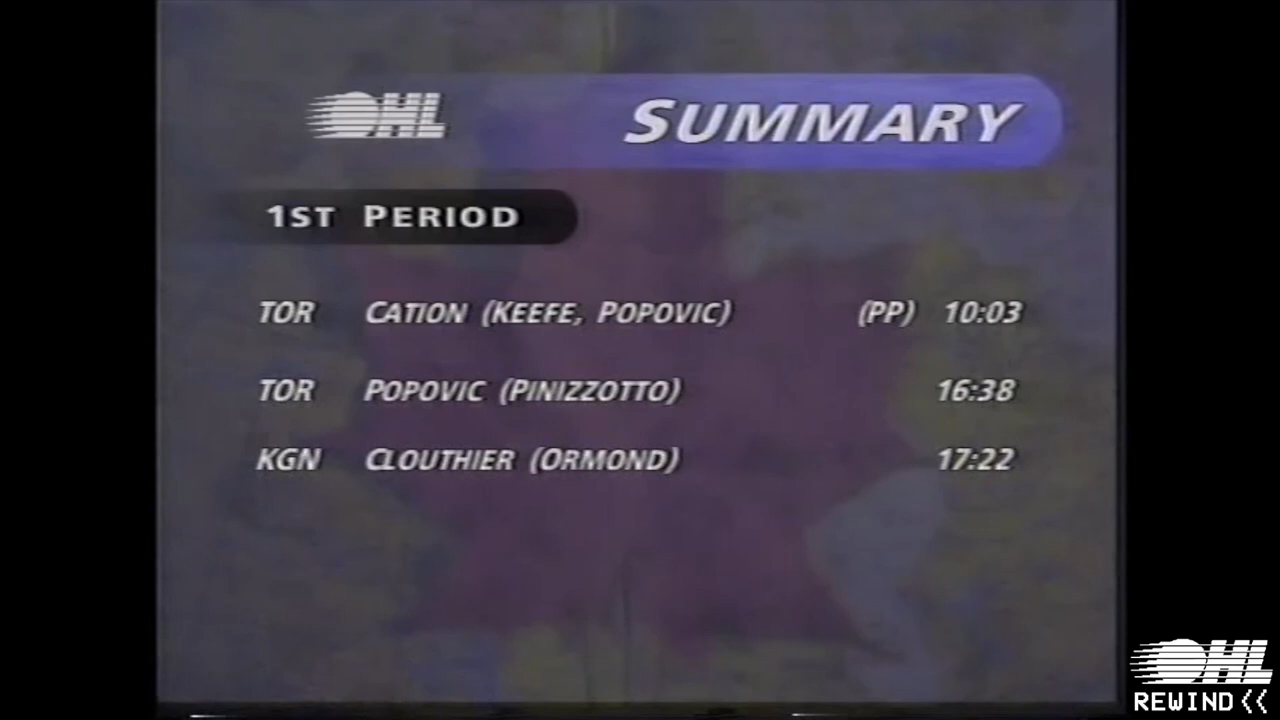 OHL SUMMARY
1ST PERIOD
TOR CATION (KEEFE, POPOVIC) (PP) 10:03
TOR POPOVIC (PINIZZOTTO) 16:38
KGN CLOUTHIER (ORMOND) 17:22
OHL
REWIND <<